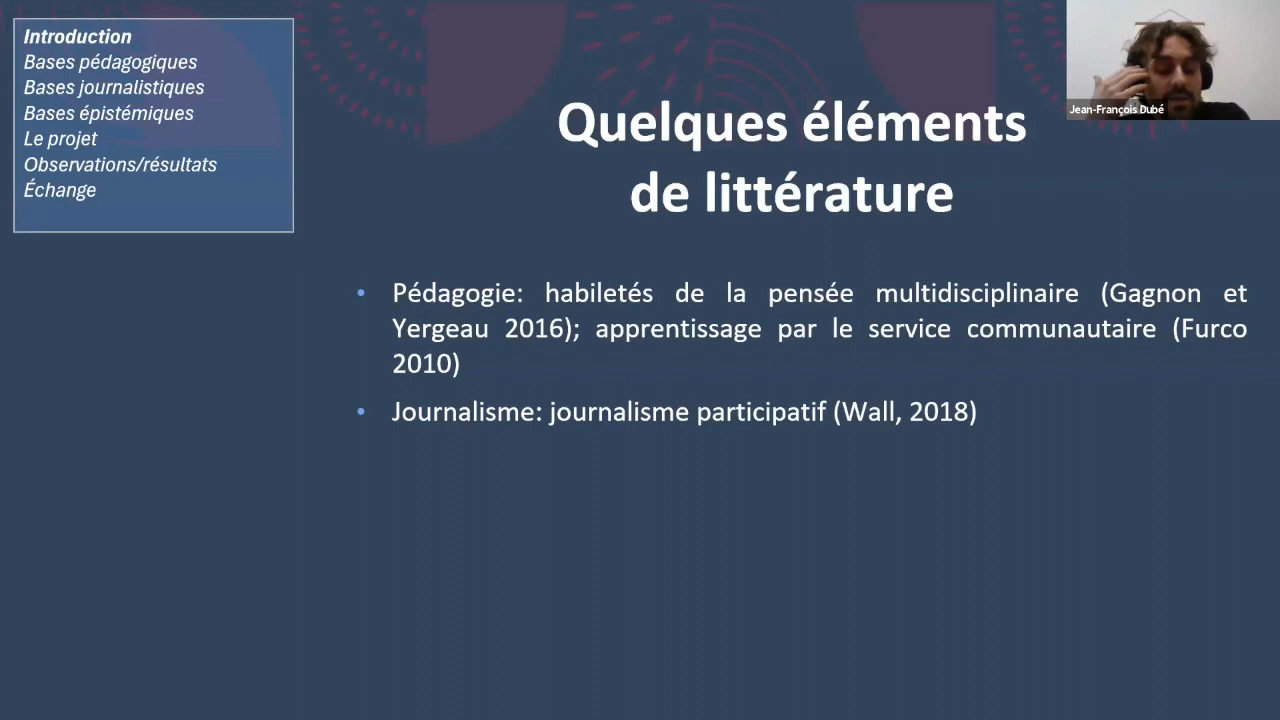 Introduction
Bases pédagogiques
Bases journalistiques
Bases épistémiques
Le projet
Observations/résultats
Échange
Jean-François Dubé
Quelques éléments
de littérature
• Pédagogie: habiletés de la pensée multidisciplinaire (Gagnon et
Yergeau 2016); apprentissage par le service communautaire (Furco
2010)
• Journalisme: journalisme participatif (Wall, 2018)